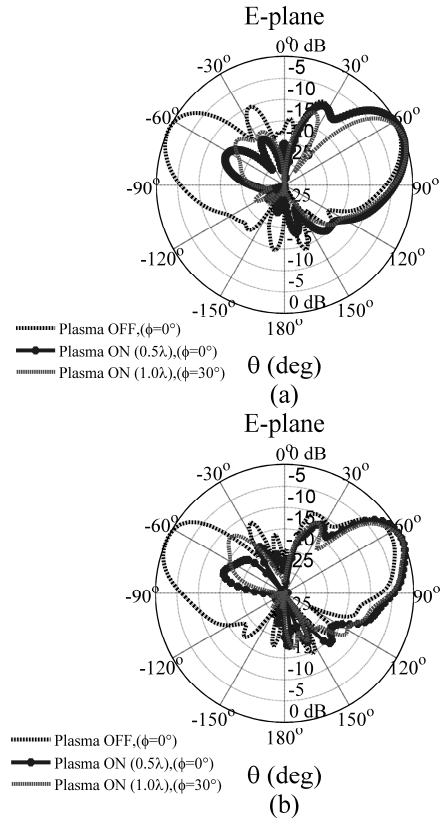 E-plane
0° 0 dB
-30° -5 30°
-10
-60° -15 60°
-20
-25
-90° 90°
-25
-120° -5 120°
-10
-150° 0 dB 150°
180°
Plasma OFF,(ϕ=0°)
Plasma ON (0.5λ),(ϕ=0°)
Plasma ON (1.0λ),(ϕ=30°)
θ (deg)
(a)
E-plane
0° 0 dB
-30° -5 30°
-10
-60° -15 60°
-20
-25
-90° 90°
-25
-120° -10 120°
-5
-150° 0 dB 150°
180°
Plasma OFF,(ϕ=0°)
Plasma ON (0.5λ),(ϕ=0°)
Plasma ON (1.0λ),(ϕ=30°)
θ (deg)
(b)